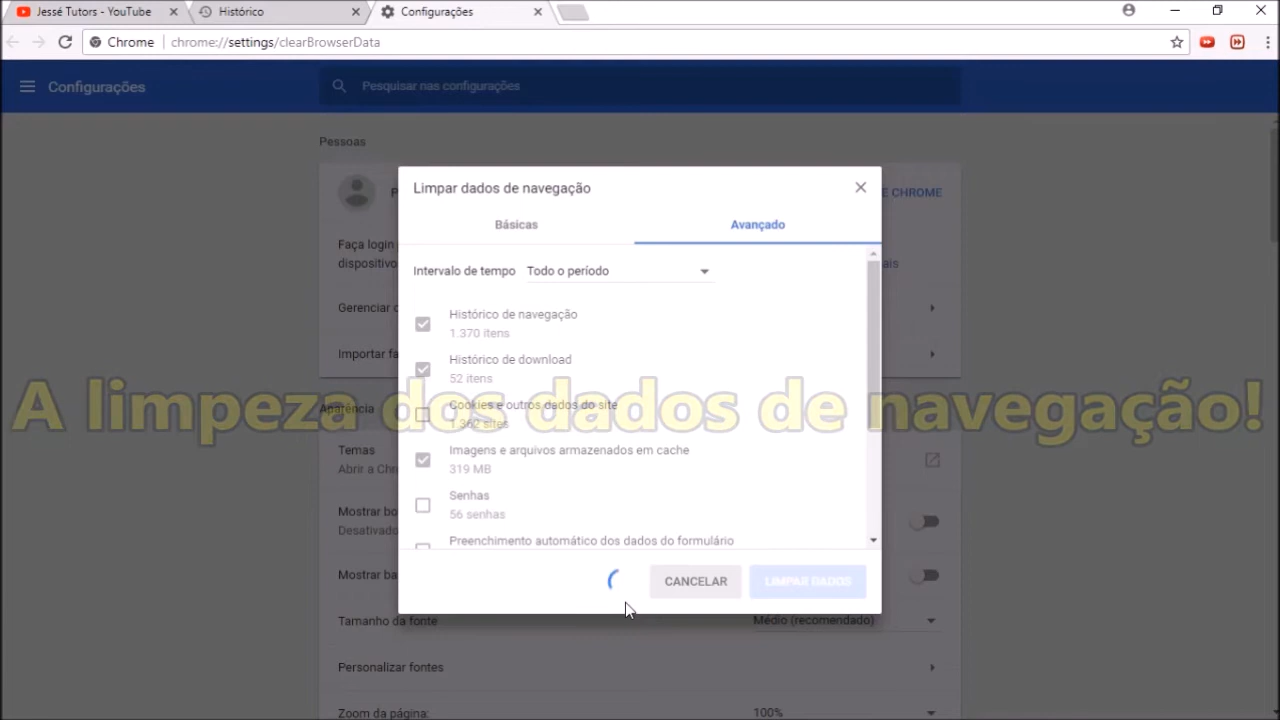 Jessé Tutors - YouTube
Histórico
Configurações
Chrome
chrome://settings/clearBrowserData
Configurações
Pesquisar nas configurações
Pessoas
E CHROME
Faça login
dispositivo
ais
Gerenciar
Importar fa
Limpar dados de navegação
Básicas
Avançado
Intervalo de tempo
Todo o período
Histórico de navegação
1.370 itens
Histórico de download
52 itens
Cookies e outros dados do site
1.362 sites
Imagens e arquivos armazenados em cache
319 MB
Senhas
56 senhas
Preenchimento automático dos dados do formulário
CANCELAR
LIMPAR DADOS
A limpeza dos dados de navegação!
Aparência
Temas
Abrir a Chr
Mostrar bo
Desativado
Mostrar ba
Tamanho da fonte
Médio (recomendado)
Personalizar fontes
Zoom da página:
100%